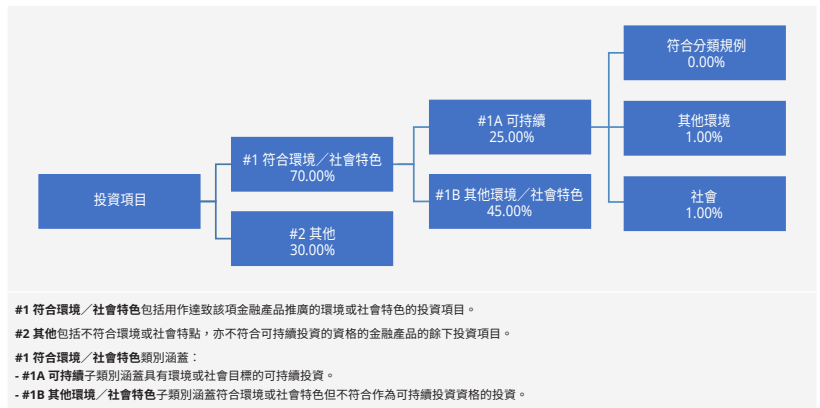 投資項目
#1 符合環境／社會特色
70.00%
#2 其他
30.00%
#1A 可持續
25.00%
#1B 其他環境／社會特色
45.00%
符合分類規例
0.00%
其他環境
1.00%
社會
1.00%
#1 符合環境／社會特色包括用作達致該項金融產品推廣的環境或社會特色的投資項目。
#2 其他包括不符合環境或社會特點，亦不符合可持續投資的資格的金融產品的餘下投資項目。
#1 符合環境／社會特色類別涵蓋：
- #1A 可持續子類別涵蓋具有環境或社會目標的可持續投資。
- #1B 其他環境／社會特色子類別涵蓋符合環境或社會特色但不符合作為可持續投資資格的投資。